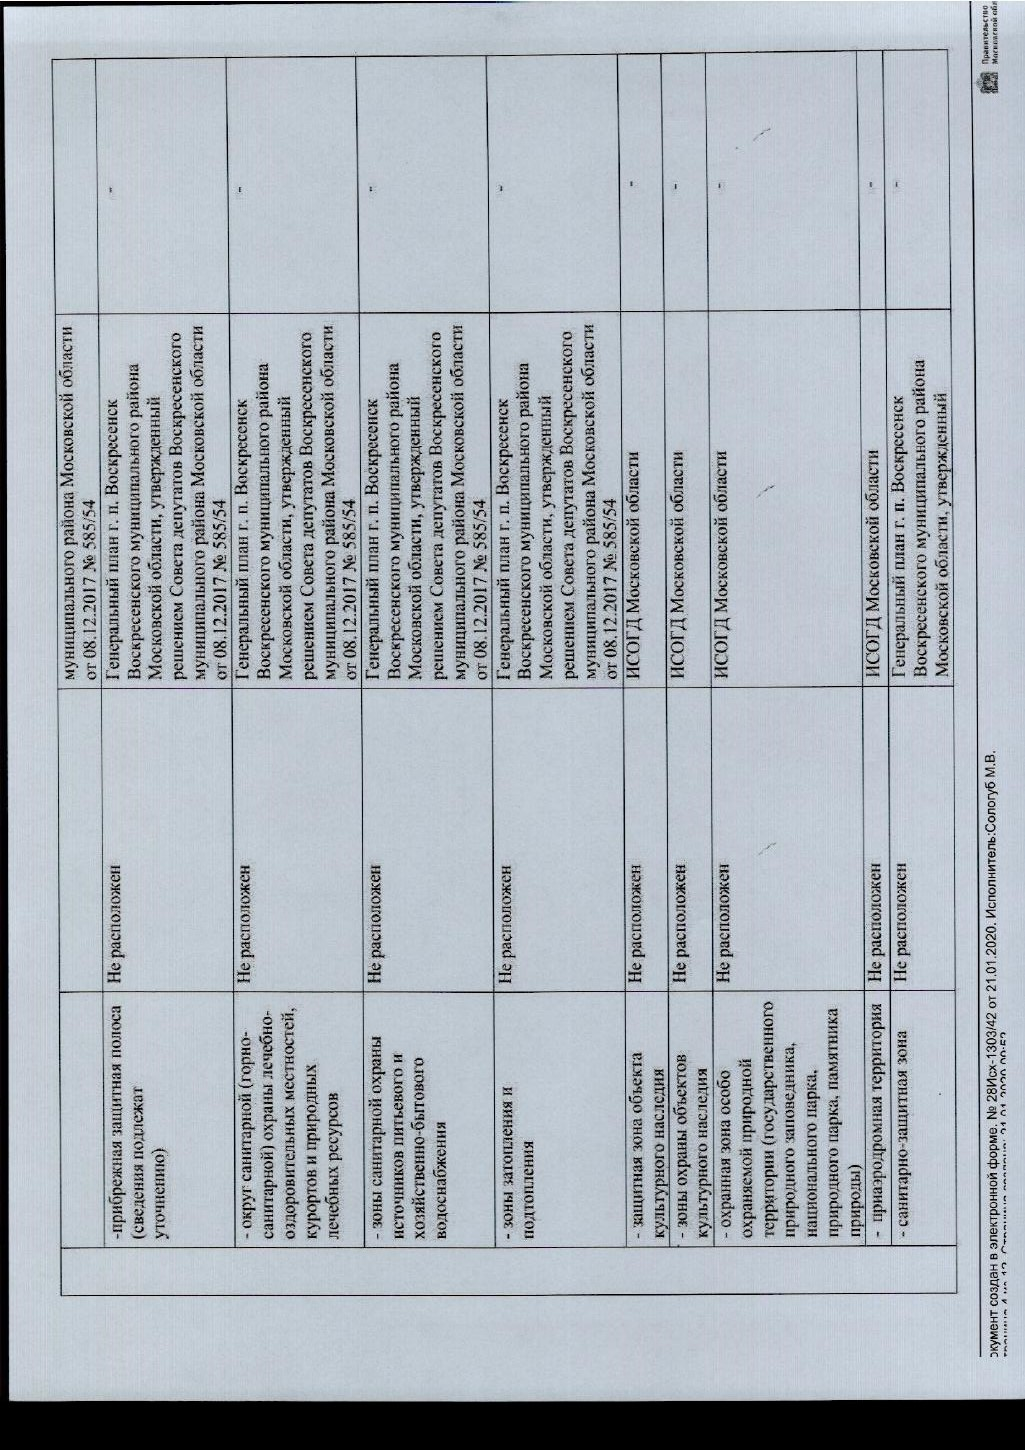 муниципального района Московской области
от 08.12.2017 № 585/54
-
-прибрежная защитная полоса
(сведения подлежат
уточнению)
Не расположен
Генеральный план г. п. Воскресенск
Воскресенского муниципального района
Московской области, утвержденный
решением Совета депутатов Воскресенского
муниципального района Московской области
от 08.12.2017 № 585/54
-
- округ санитарной (горно-
санитарной) охраны лечебно-
оздоровительных местностей,
курортов и природных
лечебных ресурсов
Не расположен
Генеральный план г. п. Воскресенск
Воскресенского муниципального района
Московской области, утвержденный
решением Совета депутатов Воскресенского
муниципального района Московской области
от 08.12.2017 № 585/54
-
- зоны санитарной охраны
источников питьевого и
хозяйственно-бытового
водоснабжения
Не расположен
Генеральный план г. п. Воскресенск
Воскресенского муниципального района
Московской области, утвержденный
решением Совета депутатов Воскресенского
муниципального района Московской области
от 08.12.2017 № 585/54
-
- зоны затопления и
подтопления
Не расположен
Генеральный план г. п. Воскресенск
Воскресенского муниципального района
Московской области, утвержденный
решением Совета депутатов Воскресенского
муниципального района Московской области
от 08.12.2017 № 585/54
-
- защитная зона объекта
культурного наследия
Не расположен
ИСОГД Московской области
-
- зоны охраны объектов
культурного наследия
Не расположен
ИСОГД Московской области
-
- охранная зона особо
охраняемой природной
территории (государственного
природного заповедника,
национального парка,
природного парка, памятника
природы)
Не расположен
ИСОГД Московской области
-
- приаэродромная территория
Не расположен
ИСОГД Московской области
-
- санитарно-защитная зона
Не расположен
Генеральный план г. п. Воскресенск
Воскресенского муниципального района
Московской области, утвержденный
-
окумент создан в электронной форме. № 28Исх-1303/42 от 21.01.2020. Исполнитель:Сологуб М.В.
Правительство
Московской обл